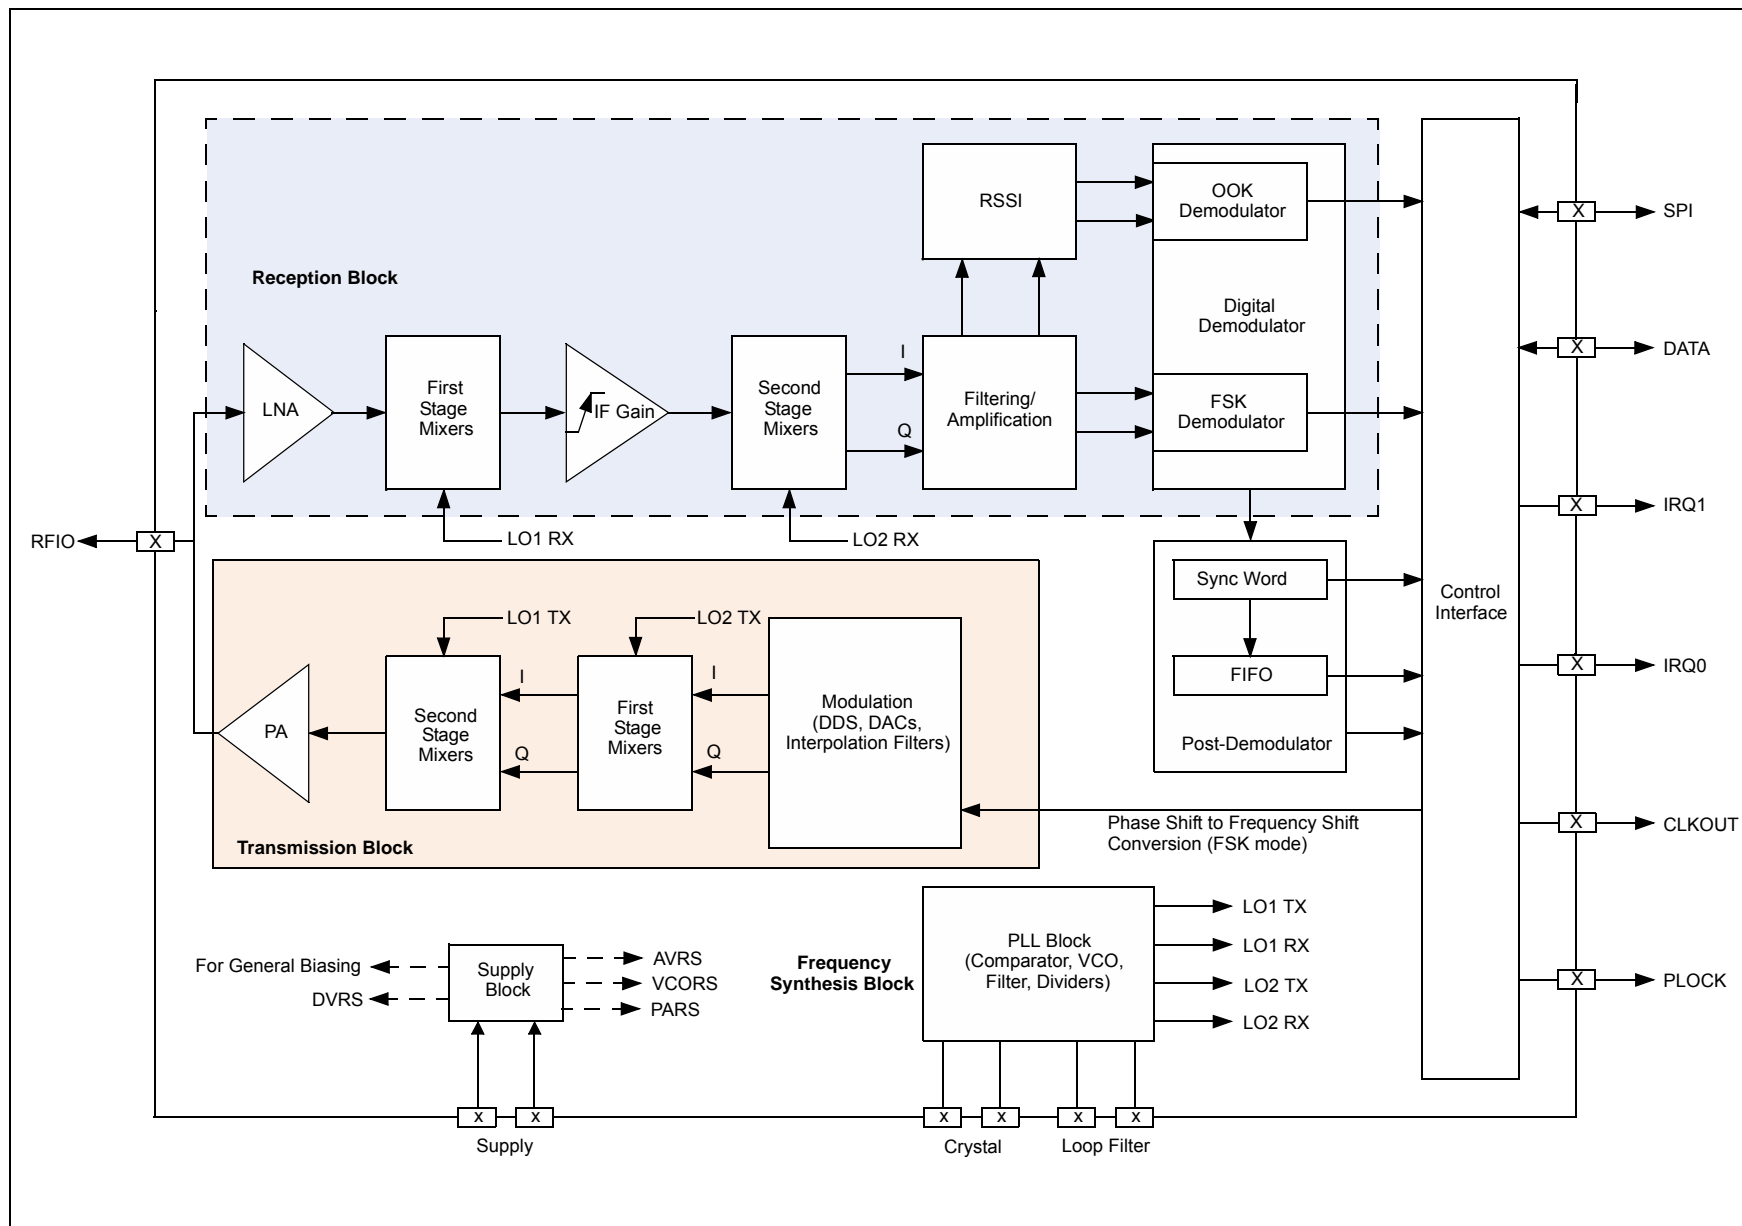 RSSI
OOK
Demodulator
Reception Block
Digital
Demodulator
LNA
First
Stage
Mixers
IF Gain
Second
Stage
Mixers
I
Q
Filtering/
Amplification
FSK
Demodulator
LO1 RX
LO2 RX
RFIO
X
LO1 TX
LO2 TX
PA
Second
Stage
Mixers
I
Q
First
Stage
Mixers
I
Q
Modulation
(DDS, DACs,
Interpolation Filters)
Transmission Block
Sync Word
FIFO
Post-Demodulator
Phase Shift to Frequency Shift
Conversion (FSK mode)
Control
Interface
X
SPI
X
DATA
X
IRQ1
X
IRQ0
X
CLKOUT
X
PLOCK
For General Biasing
DVRS
Supply
Block
AVRS
VCORS
PARS
Frequency
Synthesis Block
PLL Block
(Comparator, VCO,
Filter, Dividers)
LO1 TX
LO1 RX
LO2 TX
LO2 RX
X
X
X
X
X
X
Supply
Crystal
Loop Filter